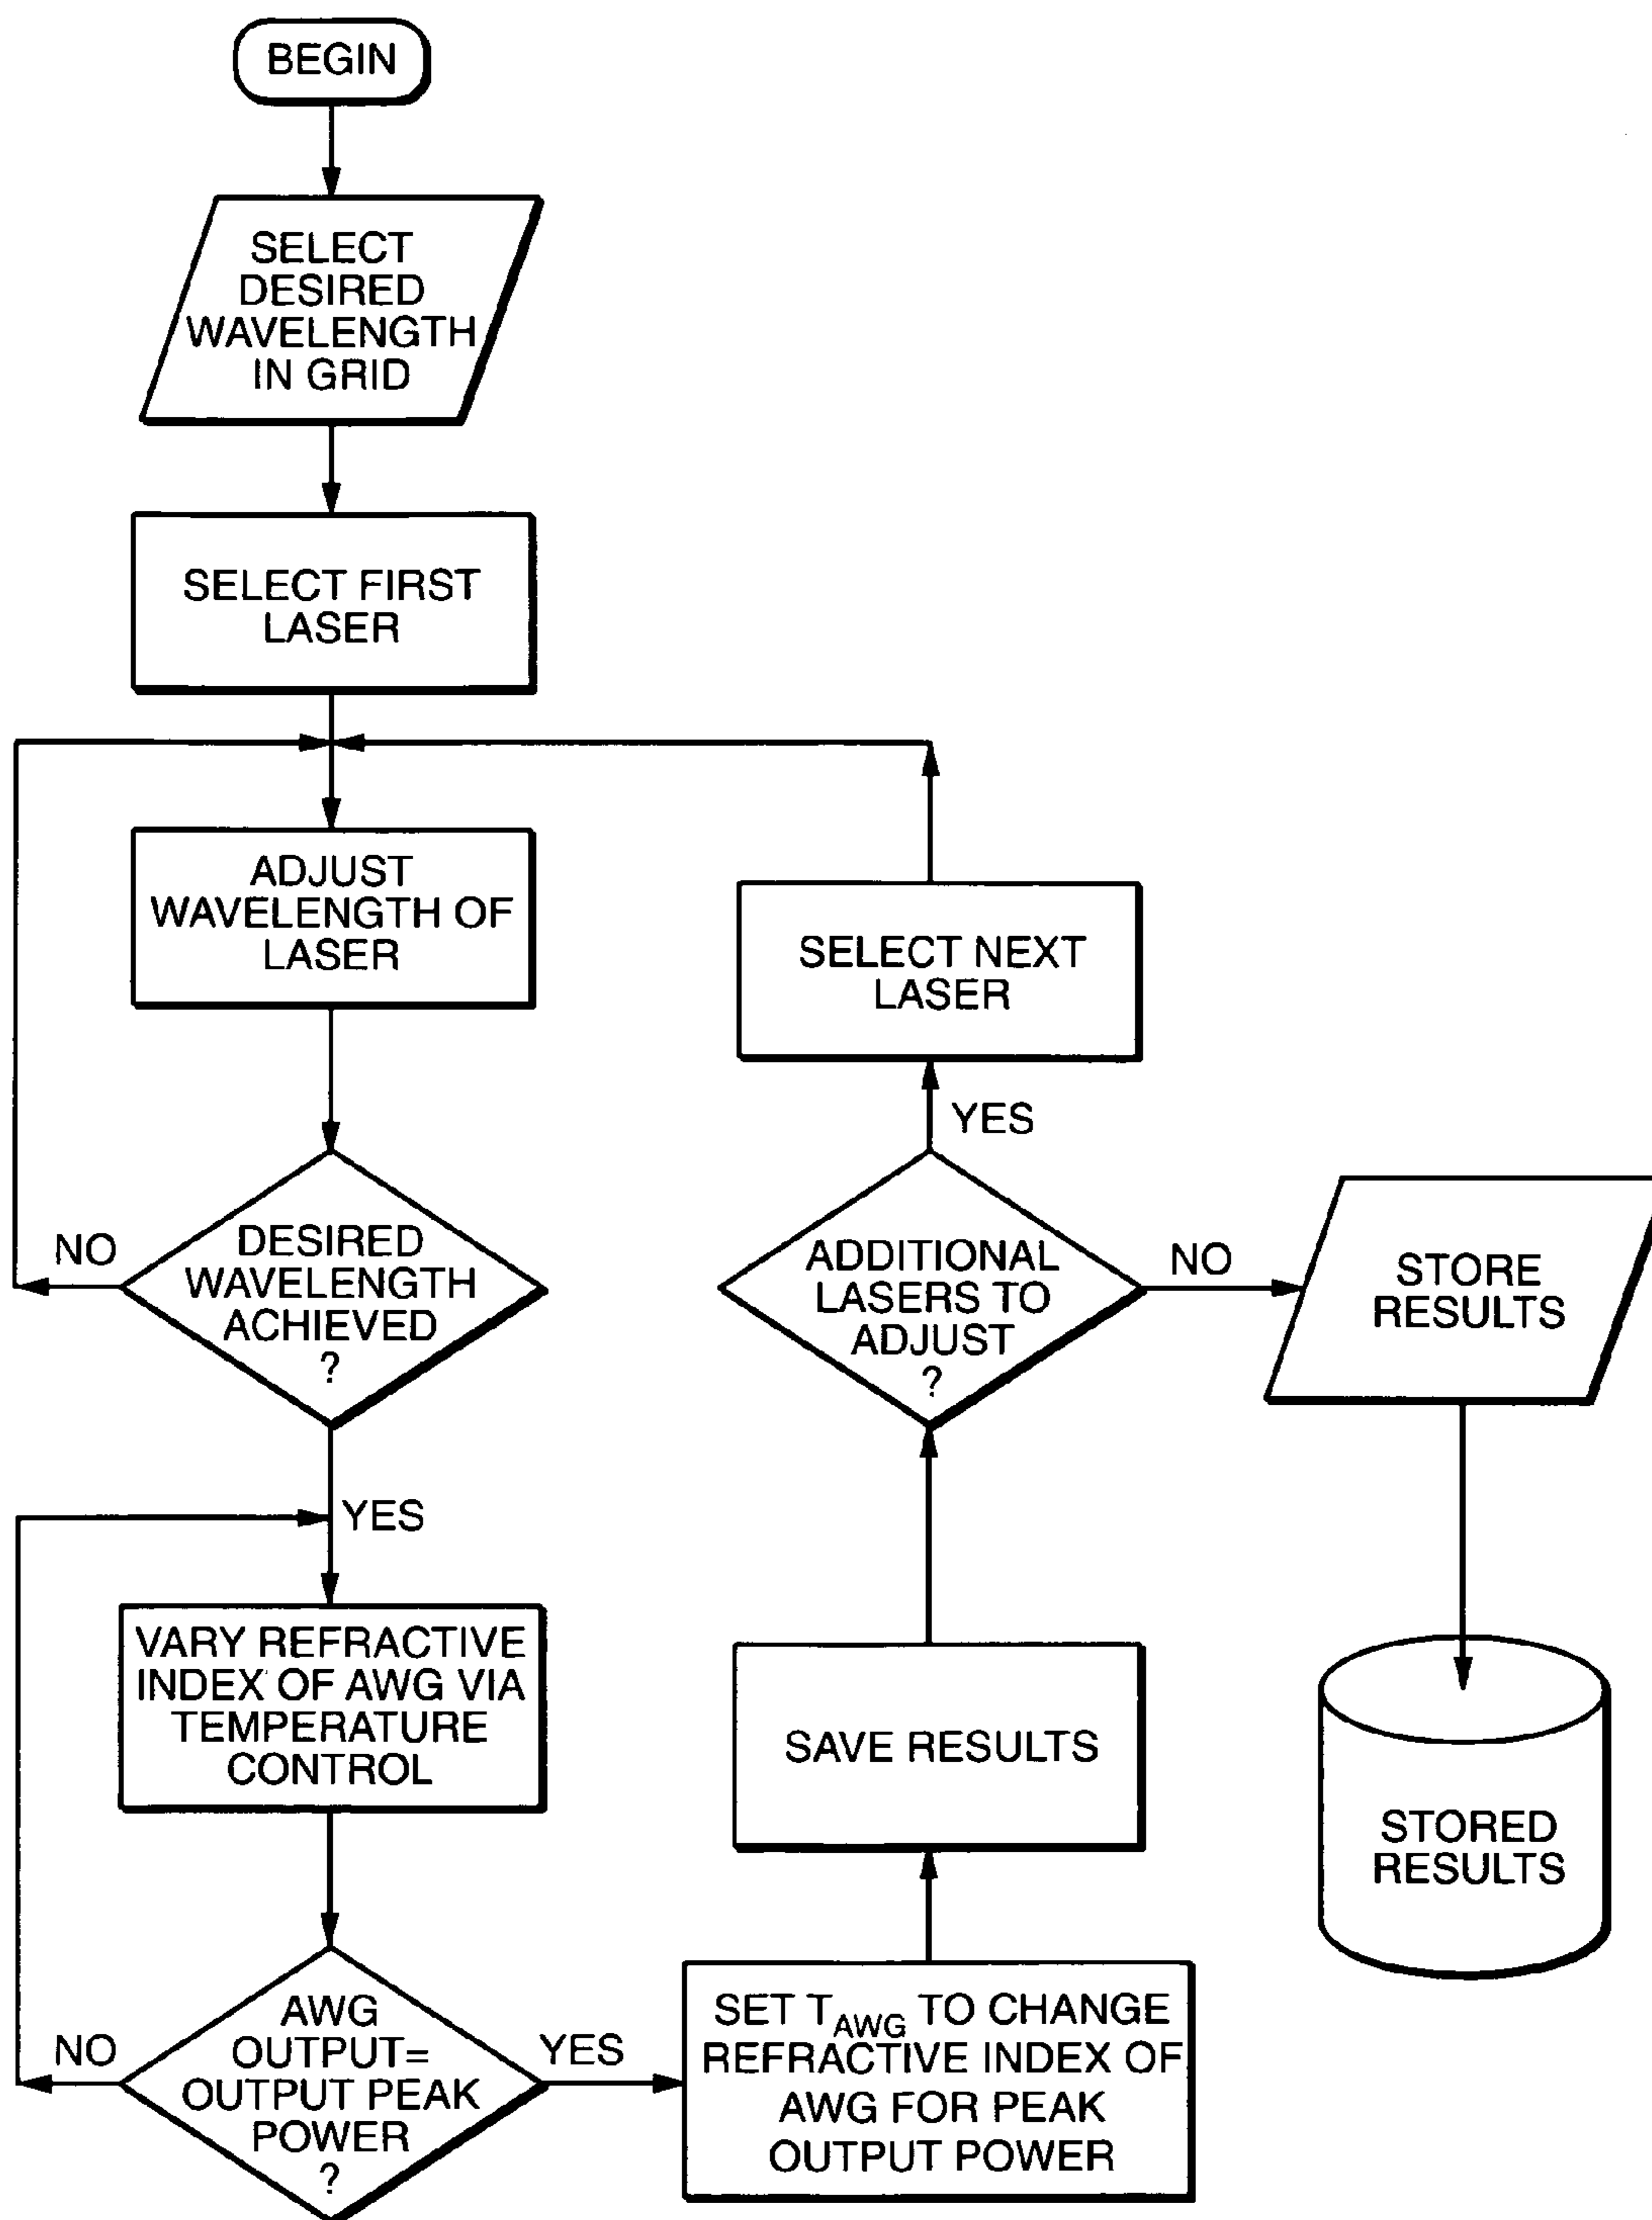 BEGIN
SELECT
DESIRED
WAVELENGTH
IN GRID
SELECT FIRST
LASER
ADJUST
WAVELENGTH OF
LASER
NO
DESIRED
WAVELENGTH
ACHIEVED
?
YES
VARY REFRACTIVE
INDEX OF AWG VIA
TEMPERATURE
CONTROL
NO
AWG
OUTPUT=
OUTPUT PEAK
POWER
?
YES
SET TAWG TO CHANGE
REFRACTIVE INDEX OF
AWG FOR PEAK
OUTPUT POWER
SAVE RESULTS
ADDITIONAL
LASERS TO
ADJUST
?
YES
SELECT NEXT
LASER
NO
STORE
RESULTS
STORED
RESULTS